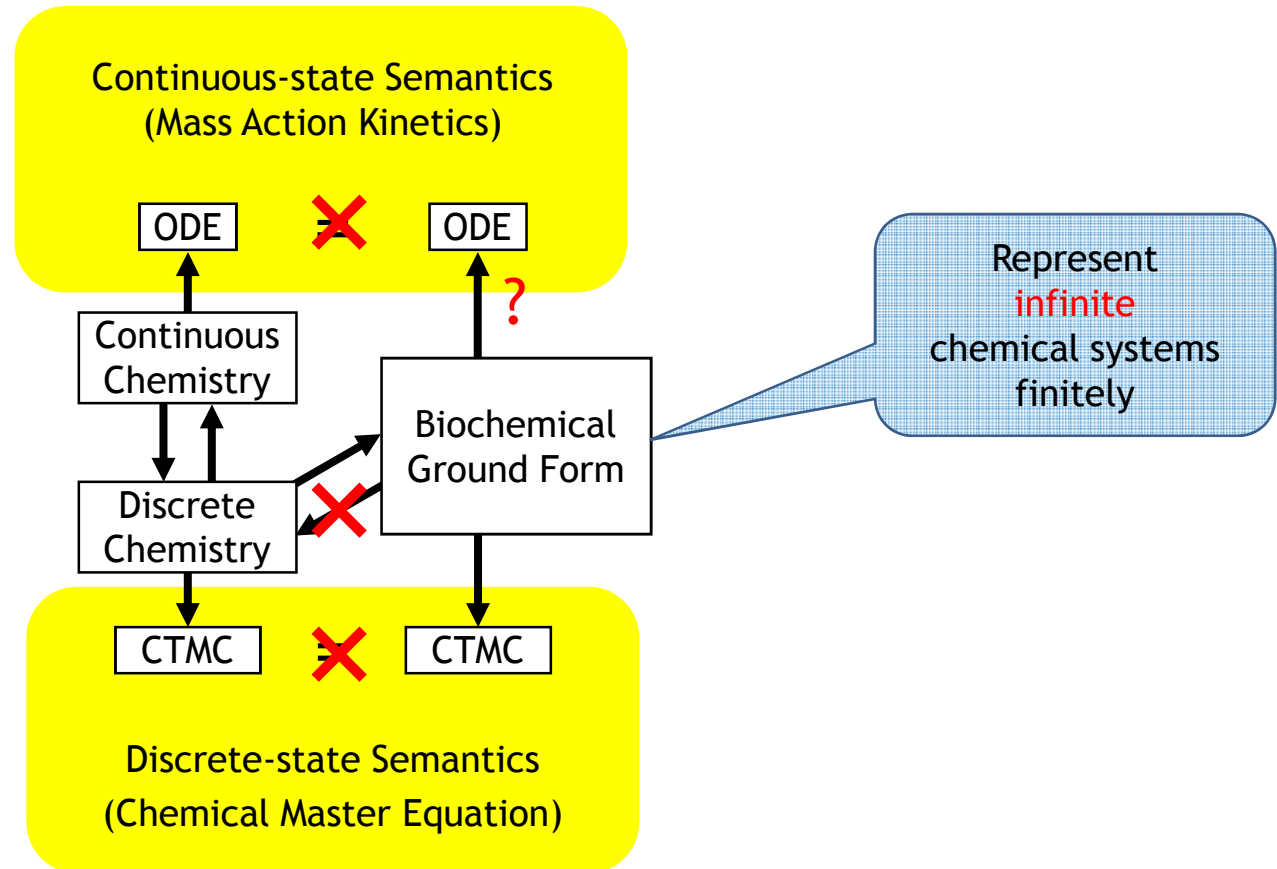 Continuous-state Semantics
(Mass Action Kinetics)
ODE
≡
ODE
?
Continuous
Chemistry
Represent
infinite
chemical systems
finitely
Biochemical
Ground Form
Discrete
Chemistry
CTMC
≡
CTMC
Discrete-state Semantics
(Chemical Master Equation)